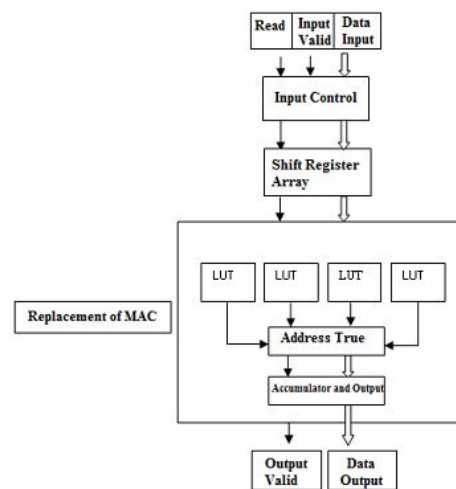 Read
Input
Valid
Data
Input
Input Control
Shift Register
Array
LUT
LUT
LUT
LUT
Replacement of MAC
Address True
Accumulator and Output
Output
Valid
Data
Output